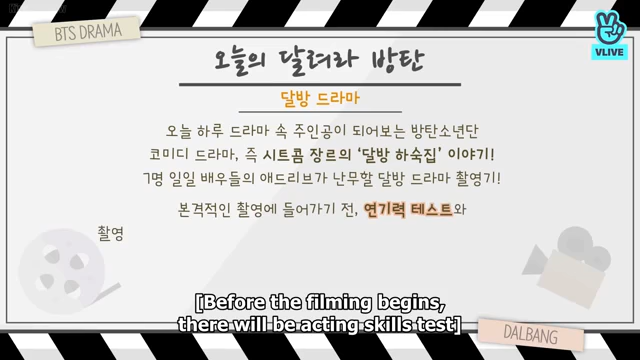 BTS DRAMA
VLIVE
오늘의 달려라 방탄
달방 드라마
오늘 하루 드라마 속 주인공이 되어보는 방탄소년단
코미디 드라마, 즉 시트콤 장르의 ‘달방 하숙집’ 이야기!
7명 일일 배우들의 애드리브가 난무할 달방 드라마 촬영기!
본격적인 촬영에 들어가기 전, 연기력 테스트와
촬영
[Before the filming begins,
there will be acting skills test]
DALBANG